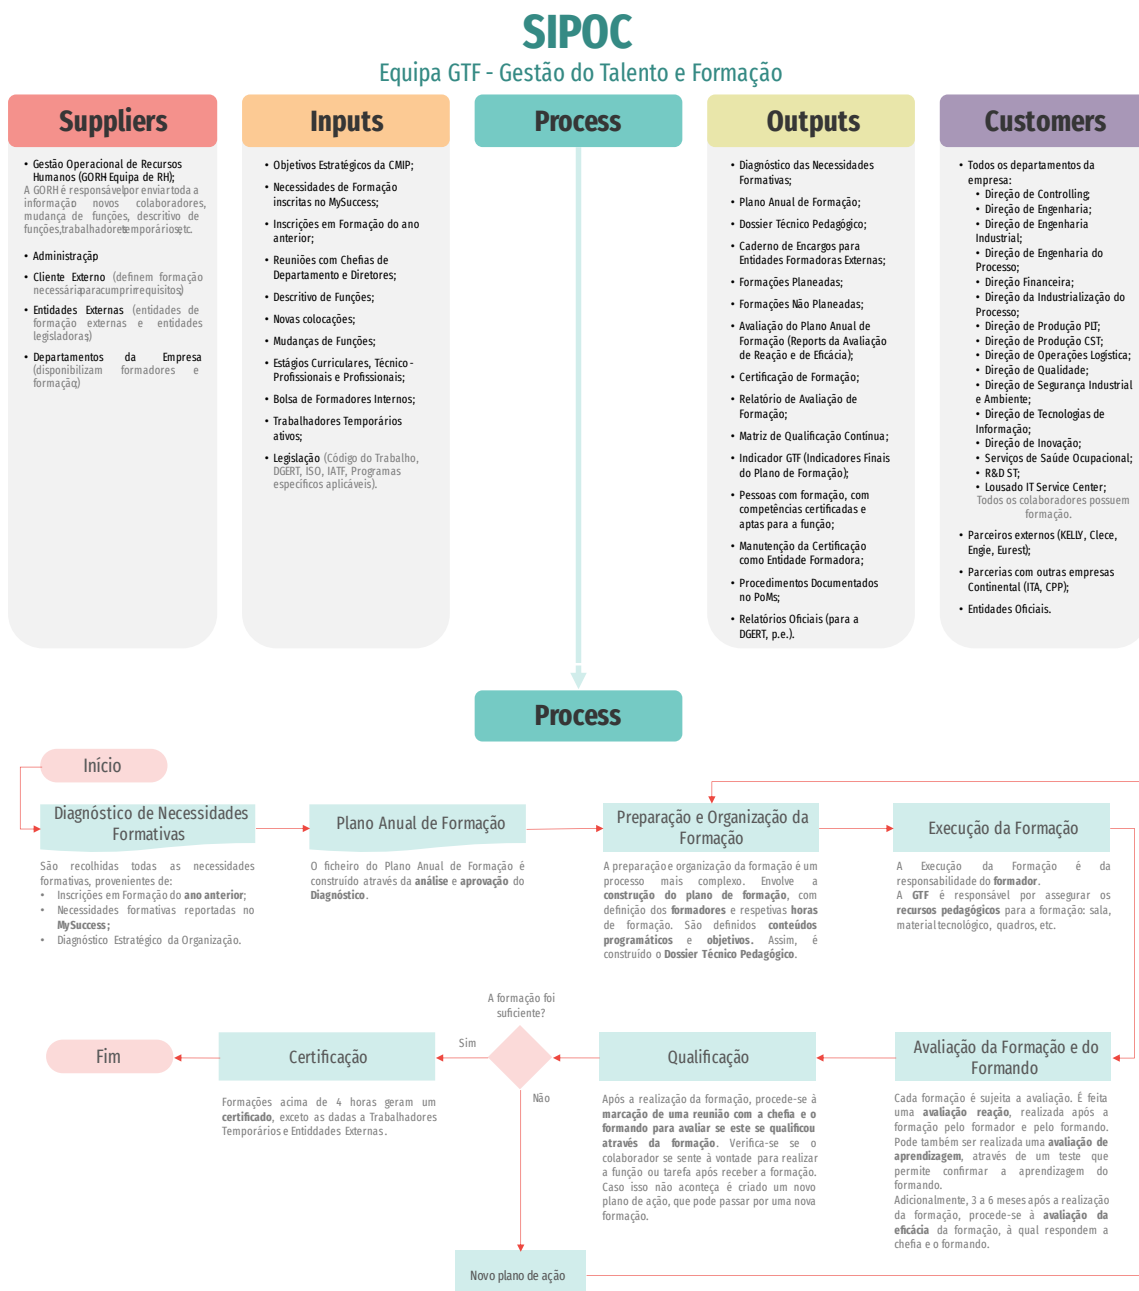 SIPOC
Equipa GTF - Gestão do Talento e Formação
Suppliers
• Gestão Operacional de Recursos
Humanos (GORH Equipa de RH);
A GORH é responsável por enviar toda a
informação novos colaboradores,
mudança de funções, descritivo de
funções, trabalhadores temporários, etc.
• Administração
• Cliente Externo (definem formação
necessária para cumprir requisitos)
• Entidades Externas (entidades de
formação externas e entidades
legisladoras;)
• Departamentos da Empresa
(disponibilizam formadores e
formação;)
Inputs
• Objetivos Estratégicos da CMIP;
• Necessidades de Formação
inscritas no MySuccess;
• Inscrições em Formação do ano
anterior;
• Reuniões com Chefias de
Departamento e Diretores;
• Descritivo de Funções;
• Novas colocações;
• Mudanças de Funções;
• Estágios Curriculares, Técnico -
Profissionais e Profissionais;
• Bolsa de Formadores Internos;
• Trabalhadores Temporários
ativos;
• Legislação (Código do Trabalho,
DGERT, ISO, IATF, Programas
específicos aplicáveis).
Process
Outputs
• Diagnóstico das Necessidades
Formativas;
• Plano Anual de Formação;
• Dossier Técnico Pedagógico;
• Caderno de Encargos para
Entidades Formadoras Externas;
• Formações Planeadas;
• Formações Não Planeadas;
• Avaliação do Plano Anual de
Formação (Reports da Avaliação
de Reação e de Eficácia);
• Certificação de Formação;
• Relatório de Avaliação de
Formação;
• Matriz de Qualificação Contínua;
• Indicador GTF (Indicadores Finais
do Plano de Formação);
• Pessoas com formação, com
competências certificadas e
aptas para a função;
• Manutenção da Certificação
como Entidade Formadora;
• Procedimentos Documentados
no PoMs;
• Relatórios Oficiais (para a
DGERT, p.e.).
Customers
• Todos os departamentos da
empresa:
• Direção de Controlling;
• Direção de Engenharia;
• Direção de Engenharia
Industrial;
• Direção de Engenharia do
Processo;
• Direção Financeira;
• Direção da Industrialização do
Processo;
• Direção de Produção PLT;
• Direção de Produção CST;
• Direção de Operações Logística;
• Direção de Qualidade;
• Direção de Segurança Industrial
e Ambiente;
• Direção de Tecnologias de
Informação;
• Direção de Inovação;
• Serviços de Saúde Ocupacional;
• R&D ST;
• Lousado IT Service Center;
Todos os colaboradores possuem
formação.
• Parceiros externos (KELLY, Clece,
Engie, Eurest);
• Parcerias com outras empresas
Continental (ITA, CPP);
• Entidades Oficiais.
Process
Início
Diagnóstico de Necessidades
Formativas
São recolhidas todas as necessidades
formativas, provenientes de:
• Inscrições em Formação do ano anterior;
• Necessidades formativas reportadas no
MySuccess;
• Diagnóstico Estratégico da Organização.
Plano Anual de Formação
O ficheiro do Plano Anual de Formação é
construído através da análise e aprovação do
Diagnóstico.
Preparação e Organização da
Formação
A preparação e organização da formação é um
processo mais complexo. Envolve a
construção do plano de formação, com
definição dos formadores e respetivas horas
de formação. São definidos conteúdos
programáticos e objetivos. Assim, é
construído o Dossier Técnico Pedagógico.
Execução da Formação
A Execução da Formação é da
responsabilidade do formador.
A GTF é responsável por assegurar os
recursos pedagógicos para a formação: sala,
material tecnológico, quadros, etc.
Fim
Certificação
Formações acima de 4 horas geram um
certificado, exceto as dadas a Trabalhadores
Temporários e Entiddades Externas.
A formação foi
suficiente?
Sim
Não
Qualificação
Após a realização da formação, procede-se à
marcação de uma reunião com a chefia e o
formando para avaliar se este se qualificou
através da formação. Verifica-se se o
colaborador se sente à vontade para realizar
a função ou tarefa após receber a formação.
Caso isso não aconteça é criado um novo
plano de ação, que pode passar por uma nova
formação.
Avaliação da Formação e do
Formando
Cada formação é sujeita a avaliação. É feita
uma avaliação reação, realizada após a
formação pelo formador e pelo formando.
Pode também ser realizada uma avaliação de
aprendizagem, através de um teste que
permite confirmar a aprendizagem do
formando.
Adicionalmente, 3 a 6 meses após a realização
da formação, procede-se à avaliação da
eficácia da formação, à qual respondem a
chefia e o formando.
Novo plano de ação